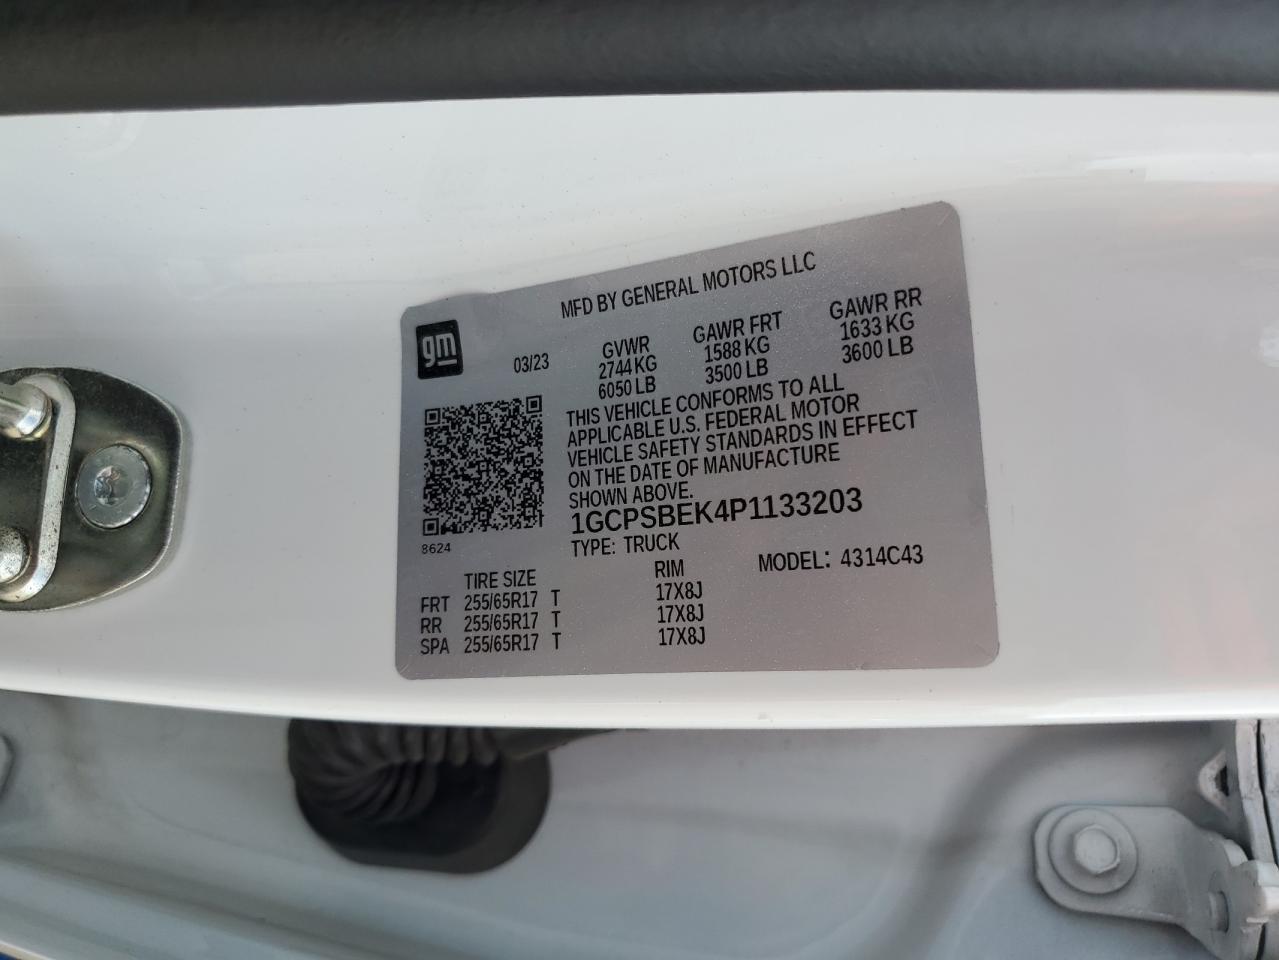 MFD BY GENERAL MOTORS LLC
gm
03/23
GVWR
2744 KG
6050 LB
GAWR FRT
1588 KG
3500 LB
GAWR RR
1633 KG
3600 LB
THIS VEHICLE CONFORMS TO ALL
APPLICABLE U.S. FEDERAL MOTOR
VEHICLE SAFETY STANDARDS IN EFFECT
ON THE DATE OF MANUFACTURE
SHOWN ABOVE.
1GCPSBEK4P1133203
8624
TYPE: TRUCK
MODEL: 4314C43
TIRE SIZE RIM
FRT 255/65R17 T 17X8J
RR 255/65R17 T 17X8J
SPA 255/65R17 T 17X8J